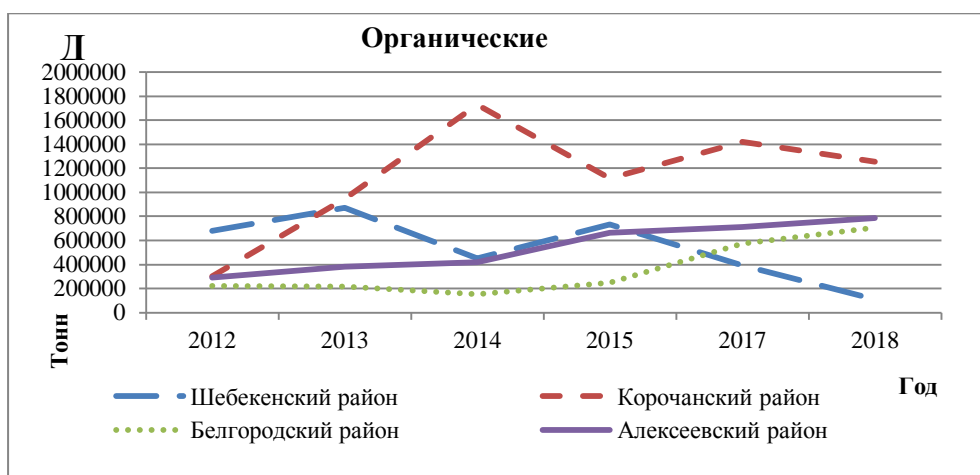 Д
Органические
2000000
1800000
1600000
1400000
1200000
1000000
800000
600000
400000
200000
0
Тонн
2012 2013 2014 2015 2017 2018
Год
Шебекенский район Корочанский район
Белгородский район Алексеевский район